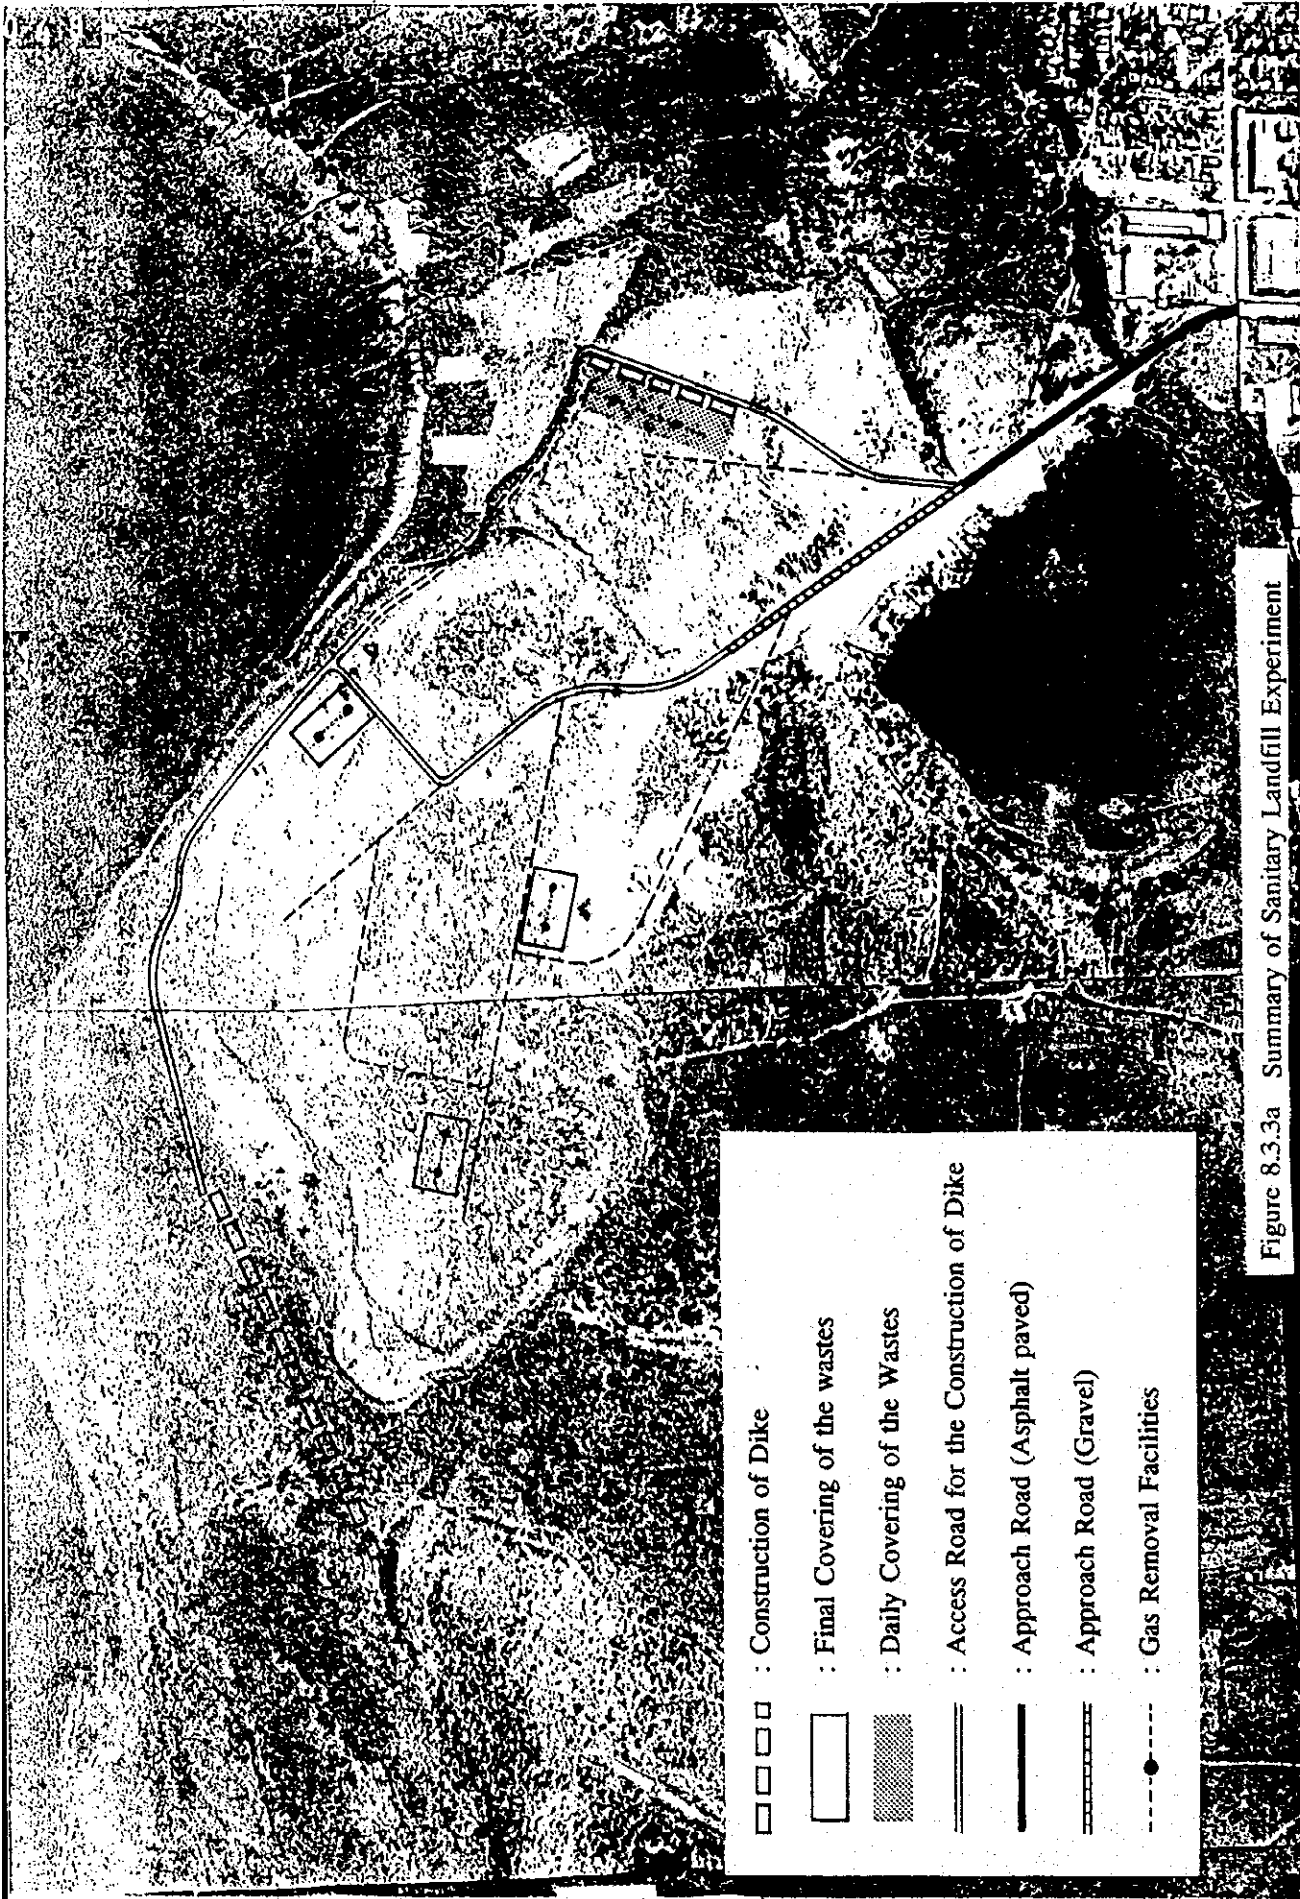 : Construction of Dike
: Final Covering of the wastes
: Daily Covering of the Wastes
: Access Road for the Construction of Dike
: Approach Road (Asphalt paved)
: Approach Road (Gravel)
: Gas Removal Facilities
Figure 8.3.3a Summary of Sanitary Landfill Experiment